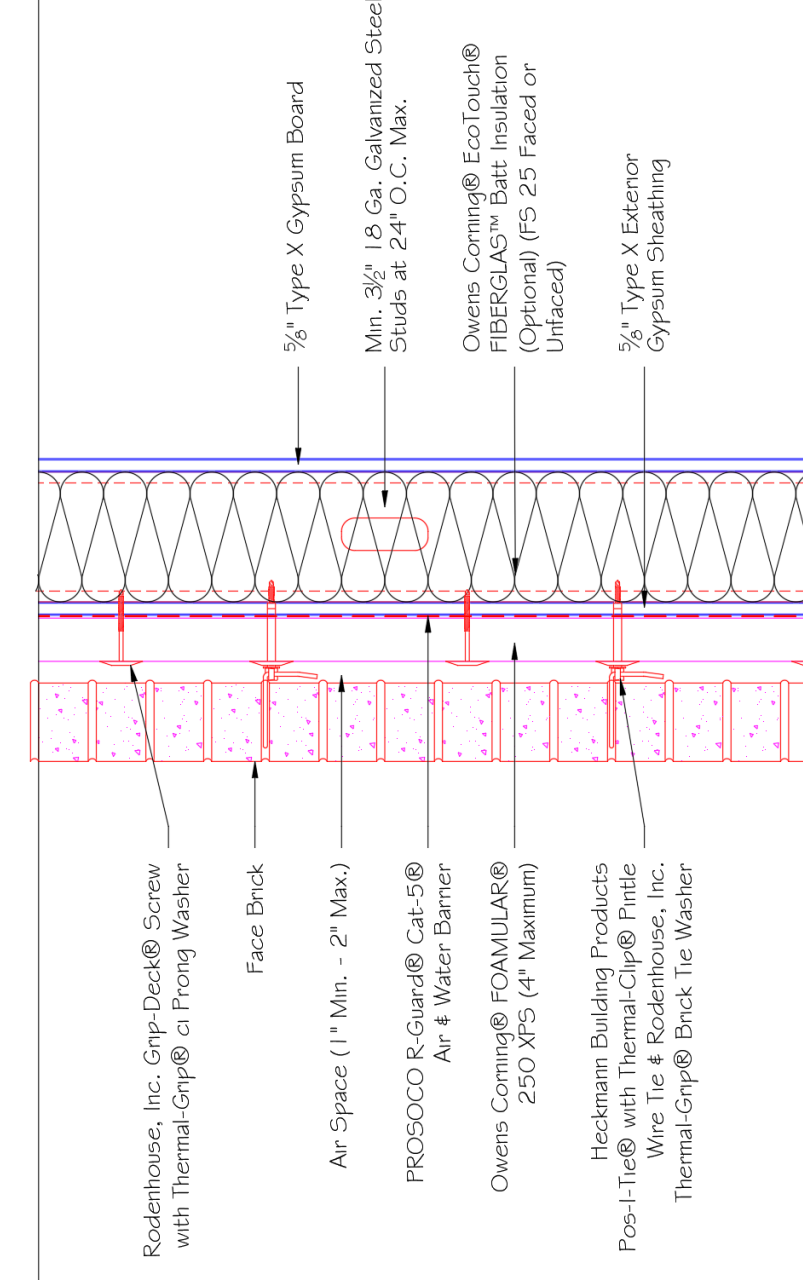 5/8" Type X Gypsum Board
Min. 3½" 18 Ga. Galvanized Steel
Studs at 24" O.C. Max.
Owens Corning® EcoTouch®
FIBERGLAS™ Batt Insulation
(Optional) (FS 25 Faced or
Unfaced)
5/8" Type X Exterior
Gypsum Sheathing
Rodenhouse, Inc. Grip-Deck® Screw
with Thermal-Grip® ci Prong Washer
Face Brick
Air Space (1" Min. - 2" Max.)
PROSOCO R-Guard® Cat-5®
Air & Water Barrier
Owens Corning® FOAMULAR®
250 XPS (4" Maximum)
Heckmann Building Products
Pos-I-Tie® with Thermal-Clip® Pintle
Wire Tie & Rodenhouse, Inc.
Thermal-Grip® Brick Tie Washer